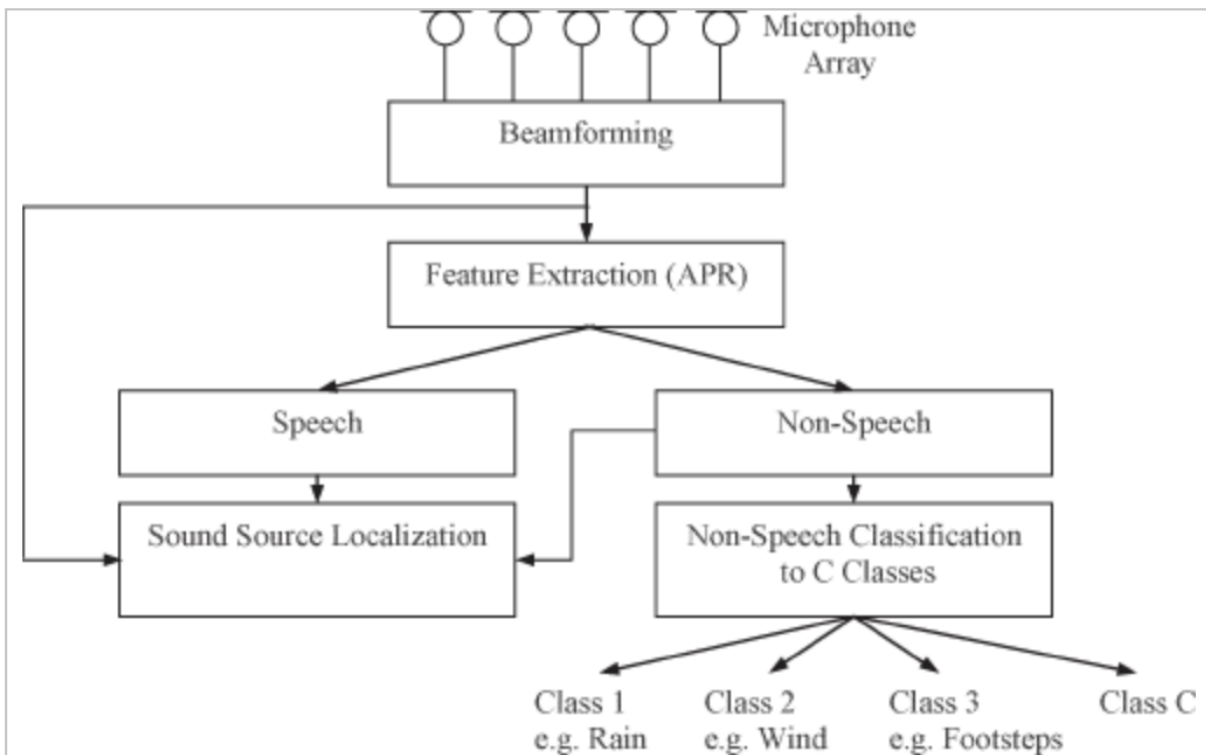 Microphone
Array
Beamforming
Feature Extraction (APR)
Speech
Non-Speech
Sound Source Localization
Non-Speech Classification
to C Classes
Class 1
e.g. Rain
Class 2
e.g. Wind
Class 3
e.g. Footsteps
Class C